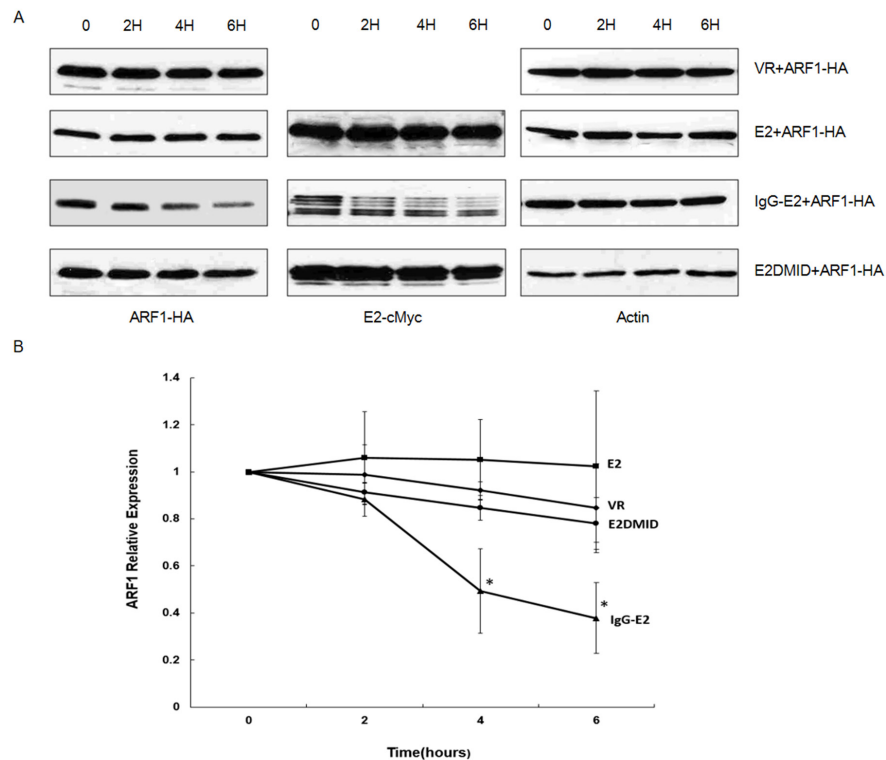 A
0 2H 4H 6H 0 2H 4H 6H 0 2H 4H 6H
VR+ARF1-HA
E2+ARF1-HA
IgG-E2+ARF1-HA
E2DMID+ARF1-HA
ARF1-HA E2-cMyc Actin
B
1.4
1.2
1
0.8
0.6
0.4
0.2
0
ARF1 Relative Expression
E2
VR
E2DMID
*
*
IgG-E2
0 2 4 6
Time(hours)